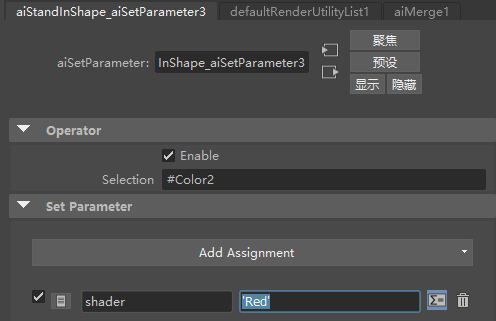 aiStandInShape_aiSetParameter3 defaultRenderUtilityList1 aiMerge1
聚焦
aiSetParameter: InShape_aiSetParameter3 预设
显示 隐藏
Operator
Enable
Selection #Color2
Set Parameter
Add Assignment
shader 'Red'